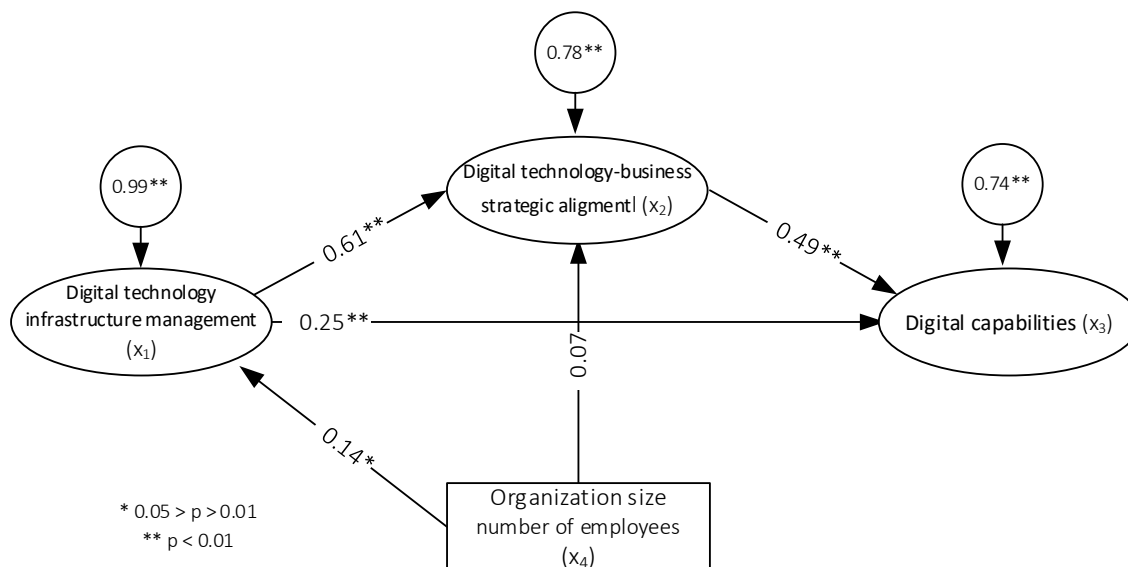 0.78**
Digital technology-business
strategic aligmentl (x₂)
0.99**
0.74**
0.61**
0.49**
Digital technology
infrastructure management
(x₁)
0.25**
0.07
Digital capabilities (x₃)
0.14*
Organization size
number of employees
(x₄)
* 0.05 > p > 0.01
** p < 0.01